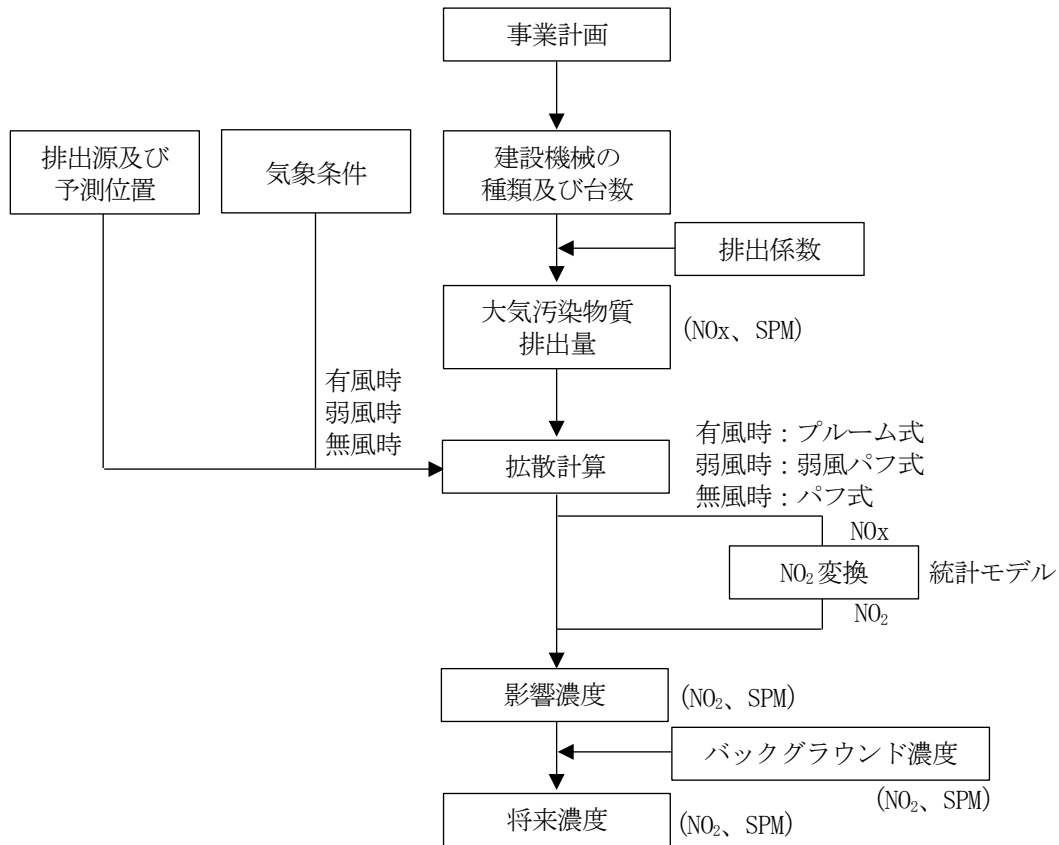 事業計画
排出源及び
予測位置
気象条件
建設機械の
種類及び台数
排出係数
大気汚染物質
排出量
(NOx、SPM)
有風時
弱風時
無風時
拡散計算
有風時：プルーム式
弱風時：弱風パフ式
無風時：パフ式
NOx
NO₂変換
統計モデル
NO₂
影響濃度
(NO₂、SPM)
バックグラウンド濃度
(NO₂、SPM)
将来濃度
(NO₂、SPM)